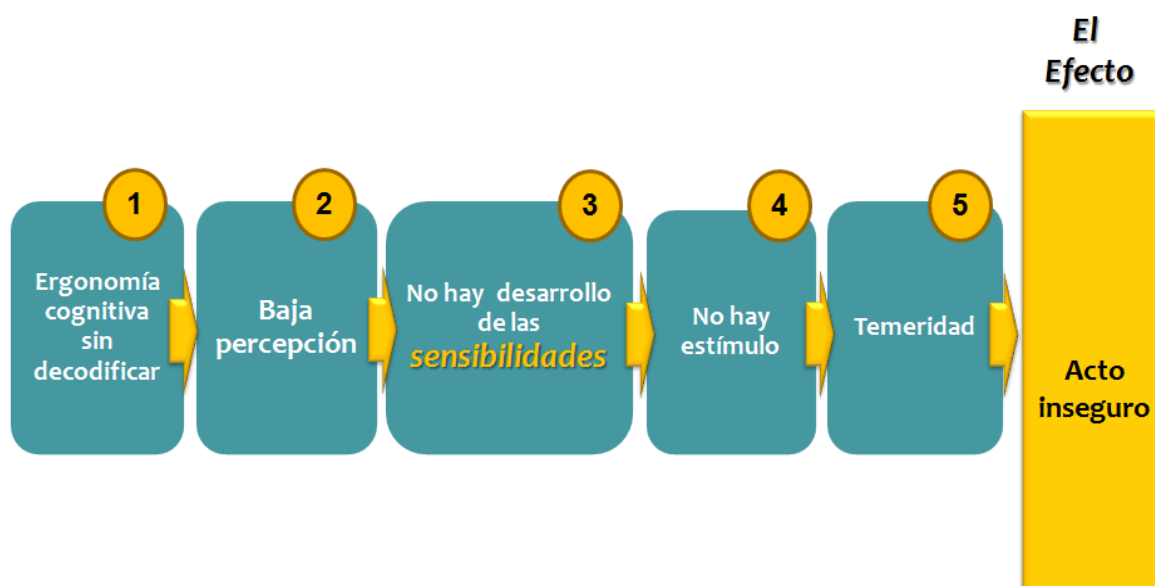 El
Efecto
1
Ergonomía
cognitiva
sin
decodificar
2
Baja
percepción
3
No hay desarrollo
de las
sensibilidades
4
No hay
estímulo
5
Temeridad
Acto
inseguro